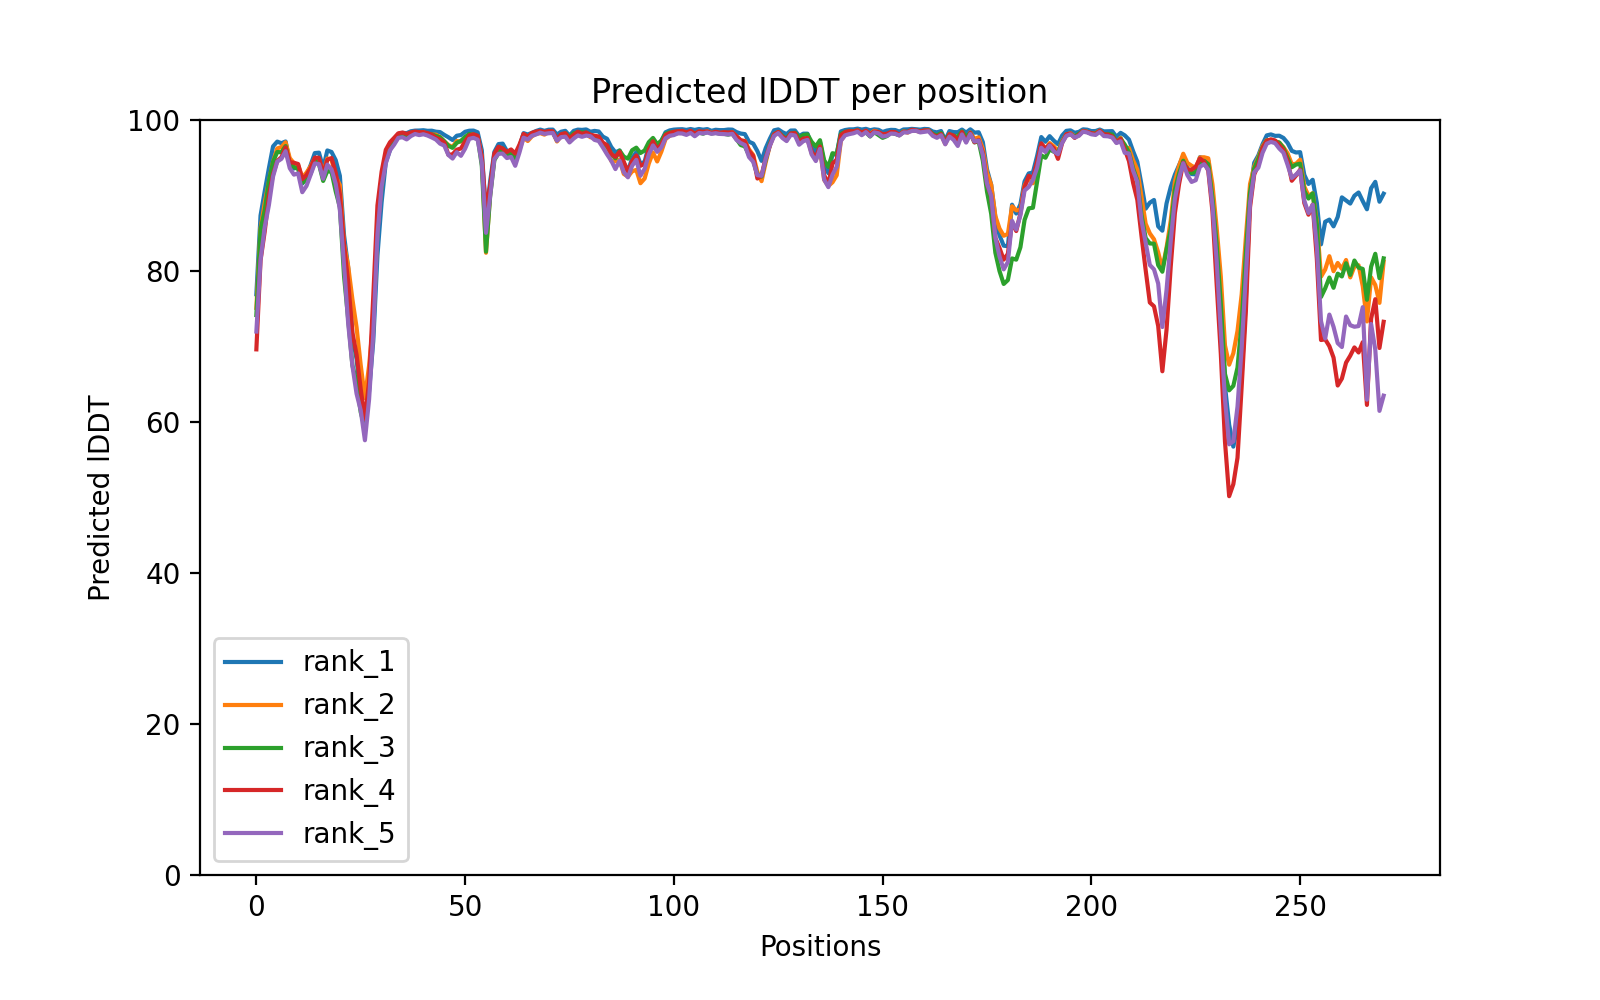 Predicted lDDT per position
100
80
60
40
20
0
Predicted lDDT
rank_1
rank_2
rank_3
rank_4
rank_5
0 50 100 150 200 250
Positions